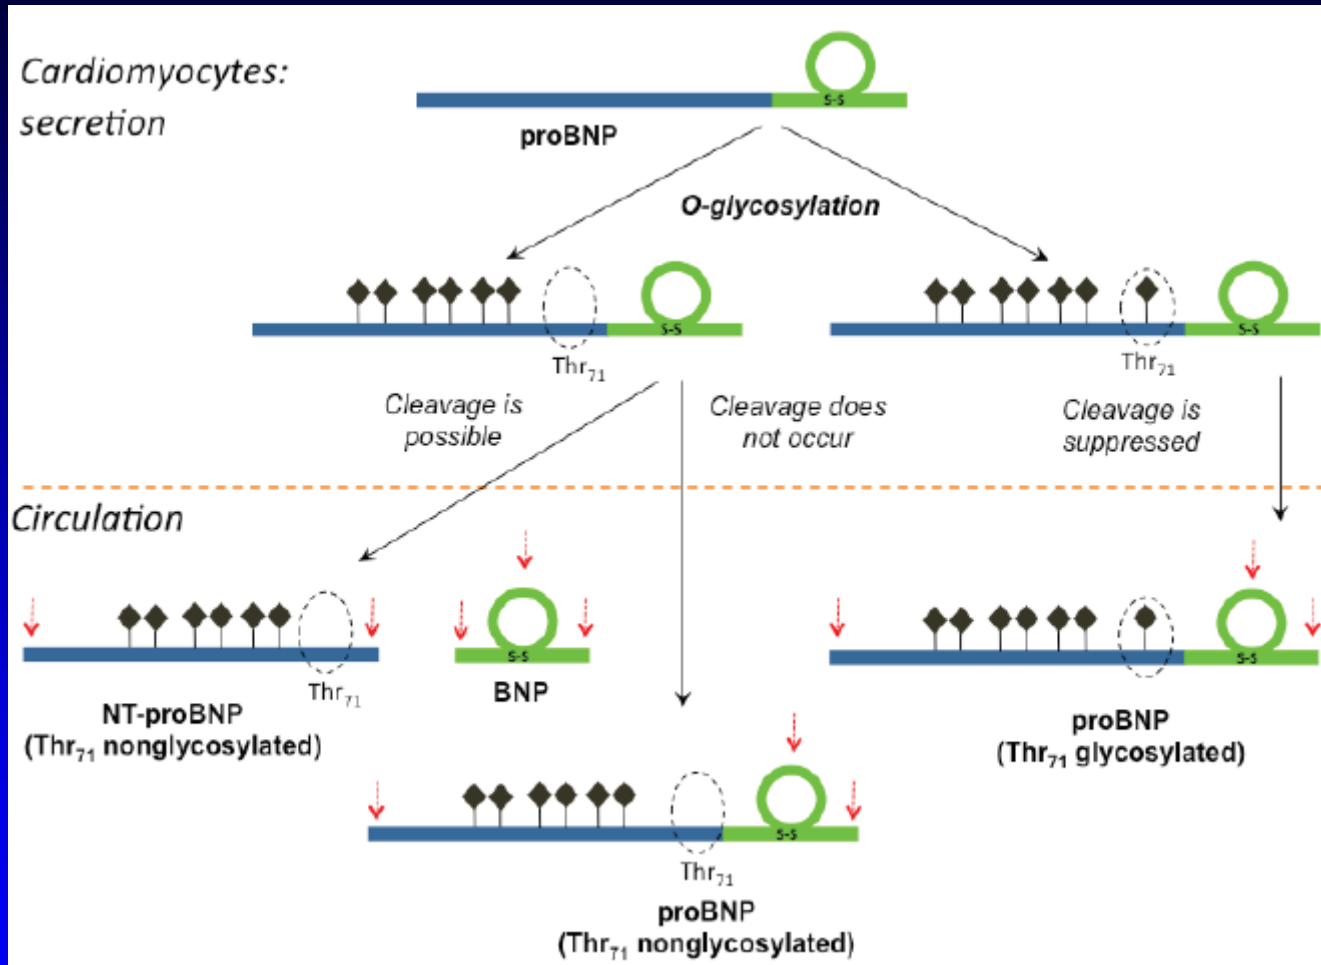 Cardiomyocytes:
secretion
S-S
proBNP
O-glycosylation
S-S
Thr71
S-S
Thr71
Cleavage is
possible
Cleavage does
not occur
Cleavage is
suppressed
Circulation
S-S
Thr71
BNP
NT-proBNP
(Thr71 nonglycosylated)
S-S
Thr71
proBNP
(Thr71 glycosylated)
S-S
Thr71
proBNP
(Thr71 nonglycosylated)